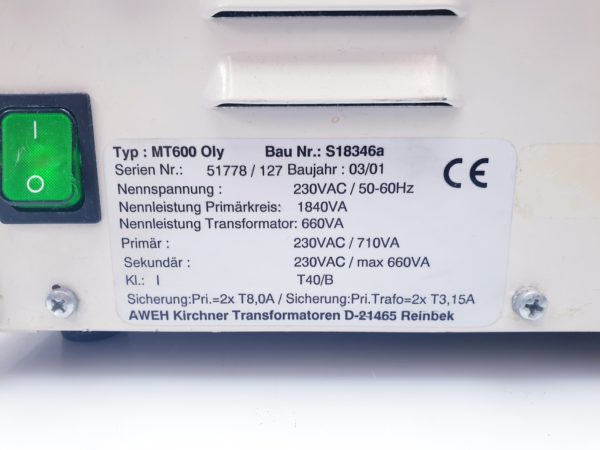 I
O
Typ : MT600 Oly Bau Nr.: S18346a
Serien Nr.: 51778 / 127 Baujahr : 03/01
Nennspannung : 230VAC / 50-60Hz
Nennleistung Primärkreis: 1840VA
Nennleistung Transformator: 660VA
Primär : 230VAC / 710VA
Sekundär : 230VAC / max 660VA
Kl.: I T40/B
Sicherung:Pri.=2x T8,0A / Sicherung:Pri.Trafo=2x T3,15A
AWEH Kirchner Transformatoren D-21465 Reinbek
CE